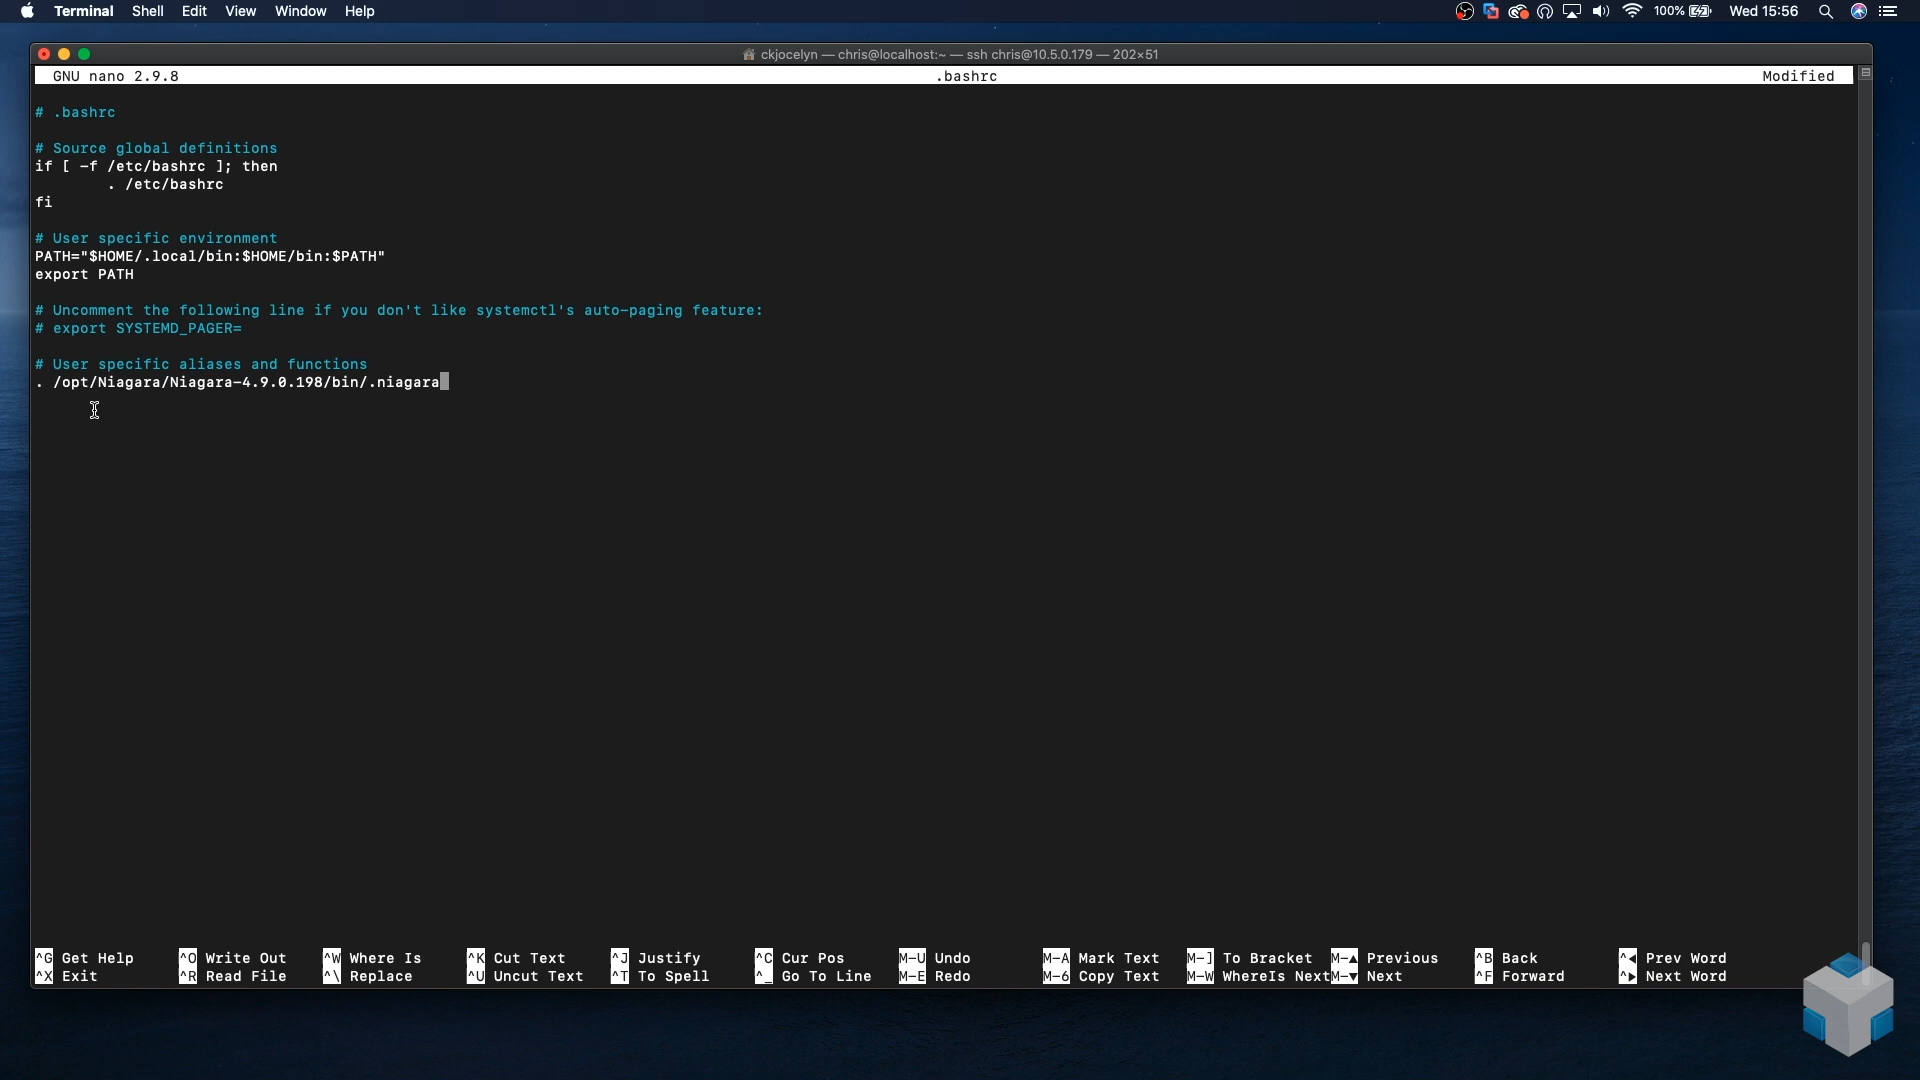 Terminal Shell Edit View Window Help 100% Wed 15:56
ckjocelyn — chris@localhost:~ — ssh chris@10.5.0.179 — 202×51
GNU nano 2.9.8 .bashrc Modified
# .bashrc
# Source global definitions
if [ -f /etc/bashrc ]; then
. /etc/bashrc
fi
# User specific environment
PATH="$HOME/.local/bin:$HOME/bin:$PATH"
export PATH
# Uncomment the following line if you don't like systemctl's auto-paging feature:
# export SYSTEMD_PAGER=
# User specific aliases and functions
. /opt/Niagara/Niagara-4.9.0.198/bin/.niagara
^G Get Help ^O Write Out ^W Where Is ^K Cut Text ^J Justify ^C Cur Pos M-U Undo M-A Mark Text M-] To Bracket M-▲ Previous ^B Back ^◀ Prev Word
^X Exit ^R Read File ^\ Replace ^U Uncut Text ^T To Spell ^_ Go To Line M-E Redo M-6 Copy Text M-W WhereIs Next M-▼ Next ^F Forward ^▶ Next Word